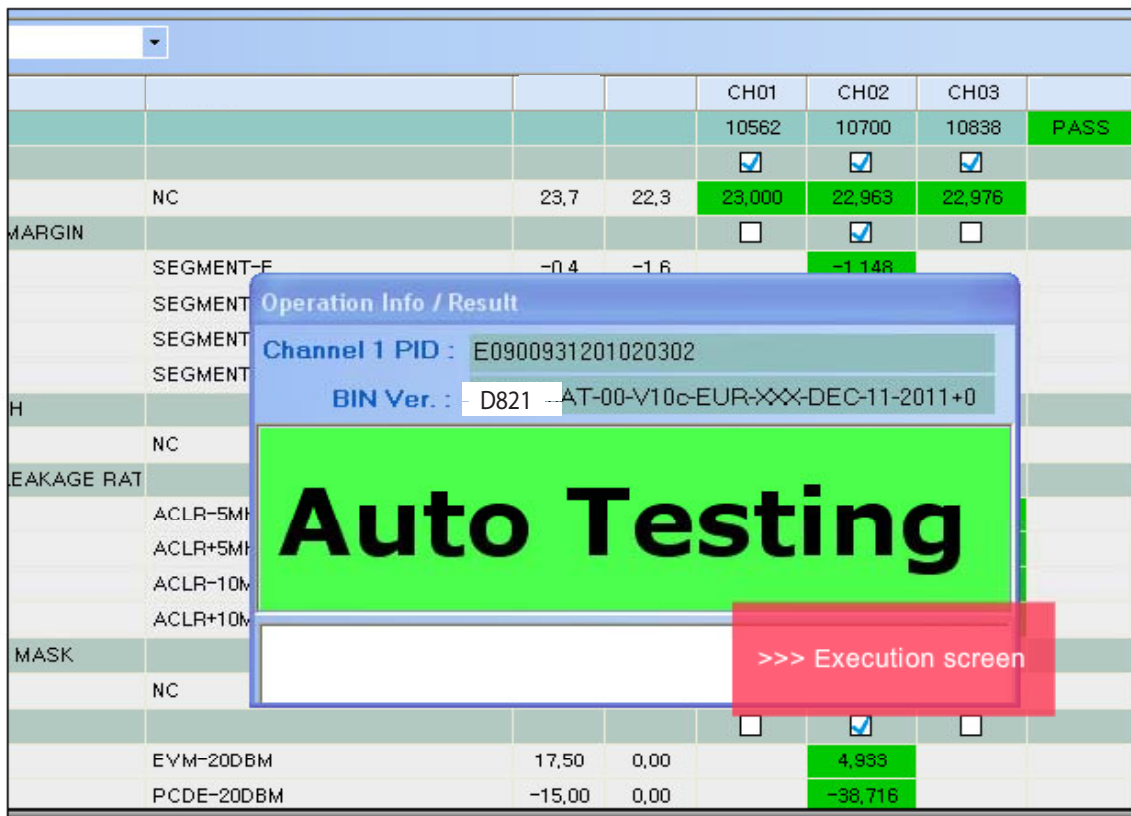 CH01 CH02 CH03
10562 10700 10838 PASS
NC 23,7 22,3 23,000 22,963 22,976
MARGIN
SEGMENT-E -0,4 -1,6 -1,148
SEGMENT
SEGMENT
SEGMENT
H
NC
EAKAGE RAT
ACLR-5MH
ACLR+5MH
ACLR-10M
ACLR+10M
MASK
NC
EVM-20DBM 17,50 0,00 4,933
PCDE-20DBM -15,00 0,00 -38,716
Operation Info / Result
Channel 1 PID : E0900931201020302
BIN Ver. : D821 AT-00-V10c-EUR-XXX-DEC-11-2011+0
Auto Testing
>>> Execution screen